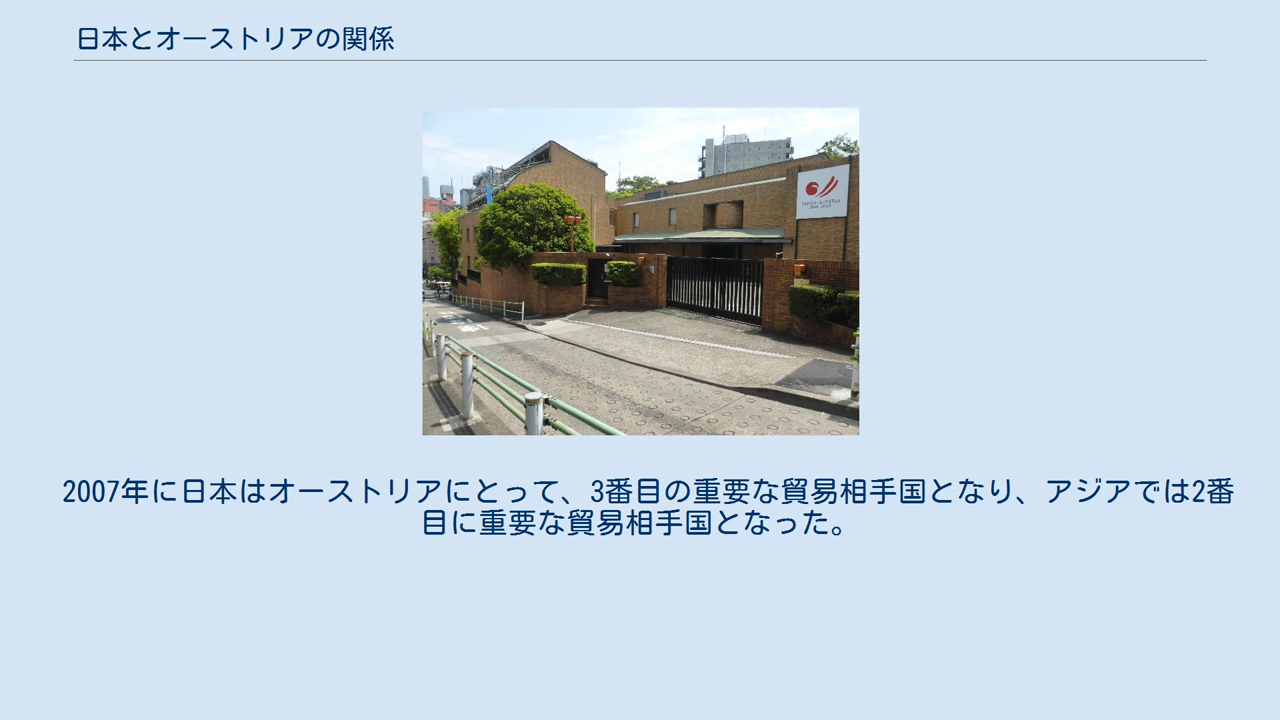 日本とオーストリアの関係
2007年に日本はオーストリアにとって、3番目の重要な貿易相手国となり、アジアでは2番
目に重要な貿易相手国となった。